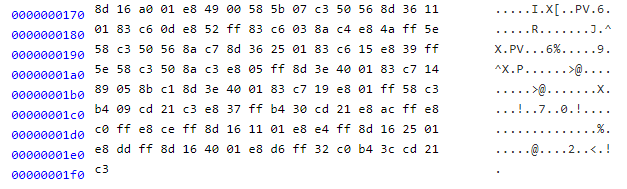 0000000170 8d 16 a0 01 e8 49 00 58 5b 07 c3 50 56 8d 36 11 .....I.X[..PV.6.
0000000180 01 83 c6 0d e8 52 ff 83 c6 03 8a c4 e8 4a ff 5e .....R.......J.^
0000000190 58 c3 50 56 8a c7 8d 36 25 01 83 c6 15 e8 39 ff X.PV...6%.....9.
00000001a0 5e 58 c3 50 8a c3 e8 05 ff 8d 3e 40 01 83 c7 14 ^X.P......>@....
00000001b0 89 05 8b c1 8d 3e 40 01 83 c7 19 e8 01 ff 58 c3 .....>@.......X.
00000001c0 b4 09 cd 21 c3 e8 37 ff b4 30 cd 21 e8 ac ff e8 ...!..7..0.!....
00000001d0 c0 ff e8 ce ff 8d 16 11 01 e8 e4 ff 8d 16 25 01 ..............%.
00000001e0 e8 dd ff 8d 16 40 01 e8 d6 ff 32 c0 b4 3c cd 21 .....@....2..<.!
00000001f0 c3 .